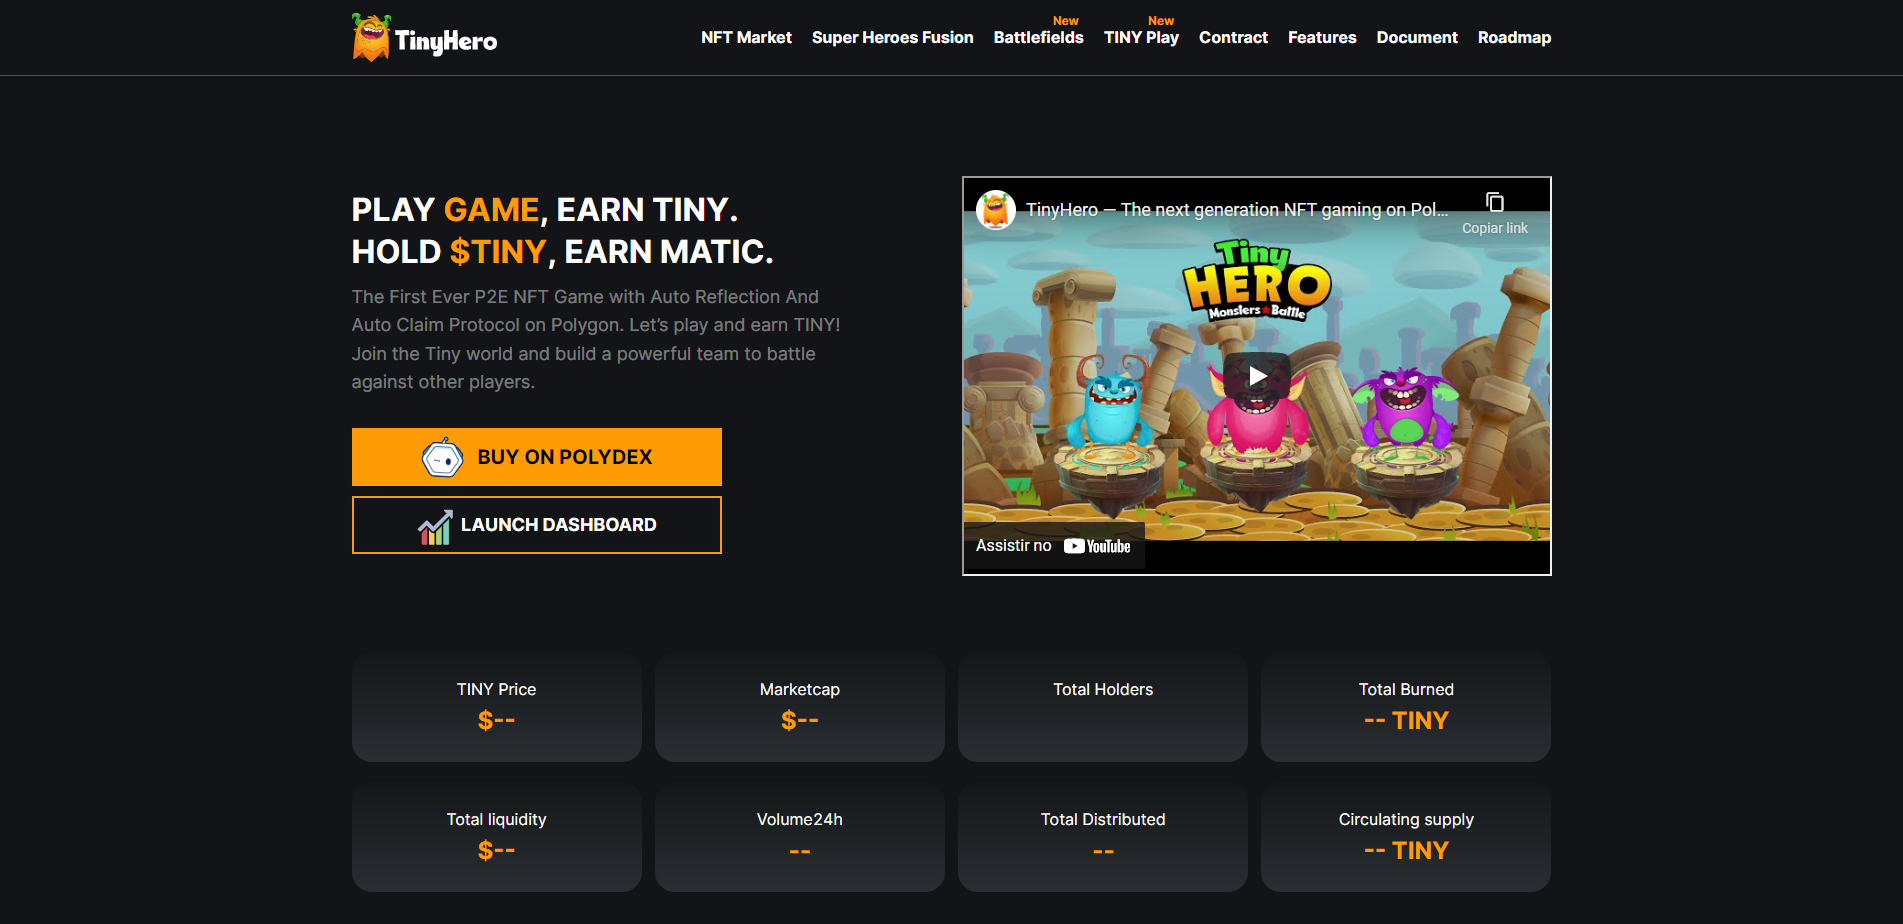 TinyHero
NFT Market
Super Heroes Fusion
New
Battlefields
New
TINY Play
Contract
Features
Document
Roadmap
PLAY GAME, EARN TINY.
HOLD $TINY, EARN MATIC.
The First Ever P2E NFT Game with Auto Reflection And
Auto Claim Protocol on Polygon. Let’s play and earn TINY!
Join the Tiny world and build a powerful team to battle
against other players.
BUY ON POLYDEX
LAUNCH DASHBOARD
TinyHero — The next generation NFT gaming on Pol...
Copiar link
Tiny
HERO
Monsters Battle
Assistir no YouTube
TINY Price
$--
Marketcap
$--
Total Holders
Total Burned
-- TINY
Total liquidity
$--
Volume24h
--
Total Distributed
--
Circulating supply
-- TINY